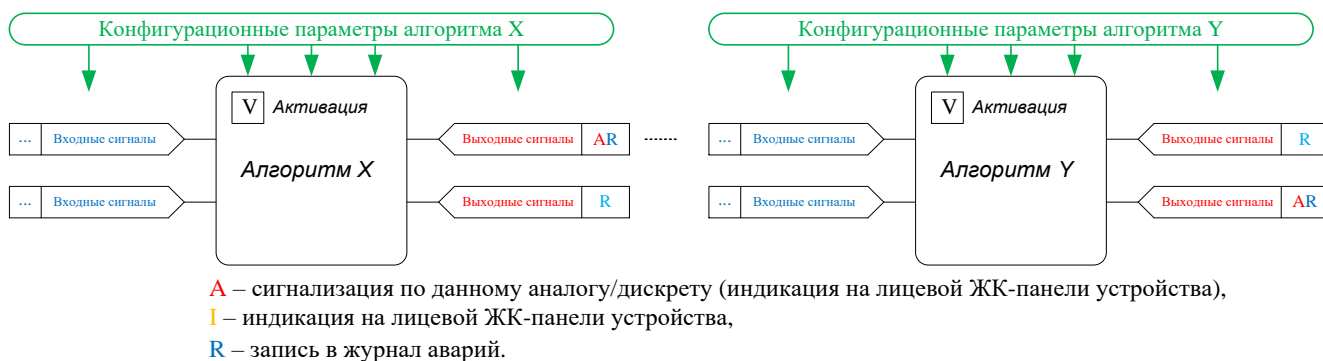 Конфигурационные параметры алгоритма X
Конфигурационные параметры алгоритма Y
V Активация
V Активация
... Входные сигналы
Выходные сигналы AR
... Входные сигналы
Выходные сигналы R
Алгоритм X
Алгоритм Y
... Входные сигналы
Выходные сигналы R
... Входные сигналы
Выходные сигналы AR
A – сигнализация по данному аналогу/дискрету (индикация на лицевой ЖК-панели устройства),
I – индикация на лицевой ЖК-панели устройства,
R – запись в журнал аварий.